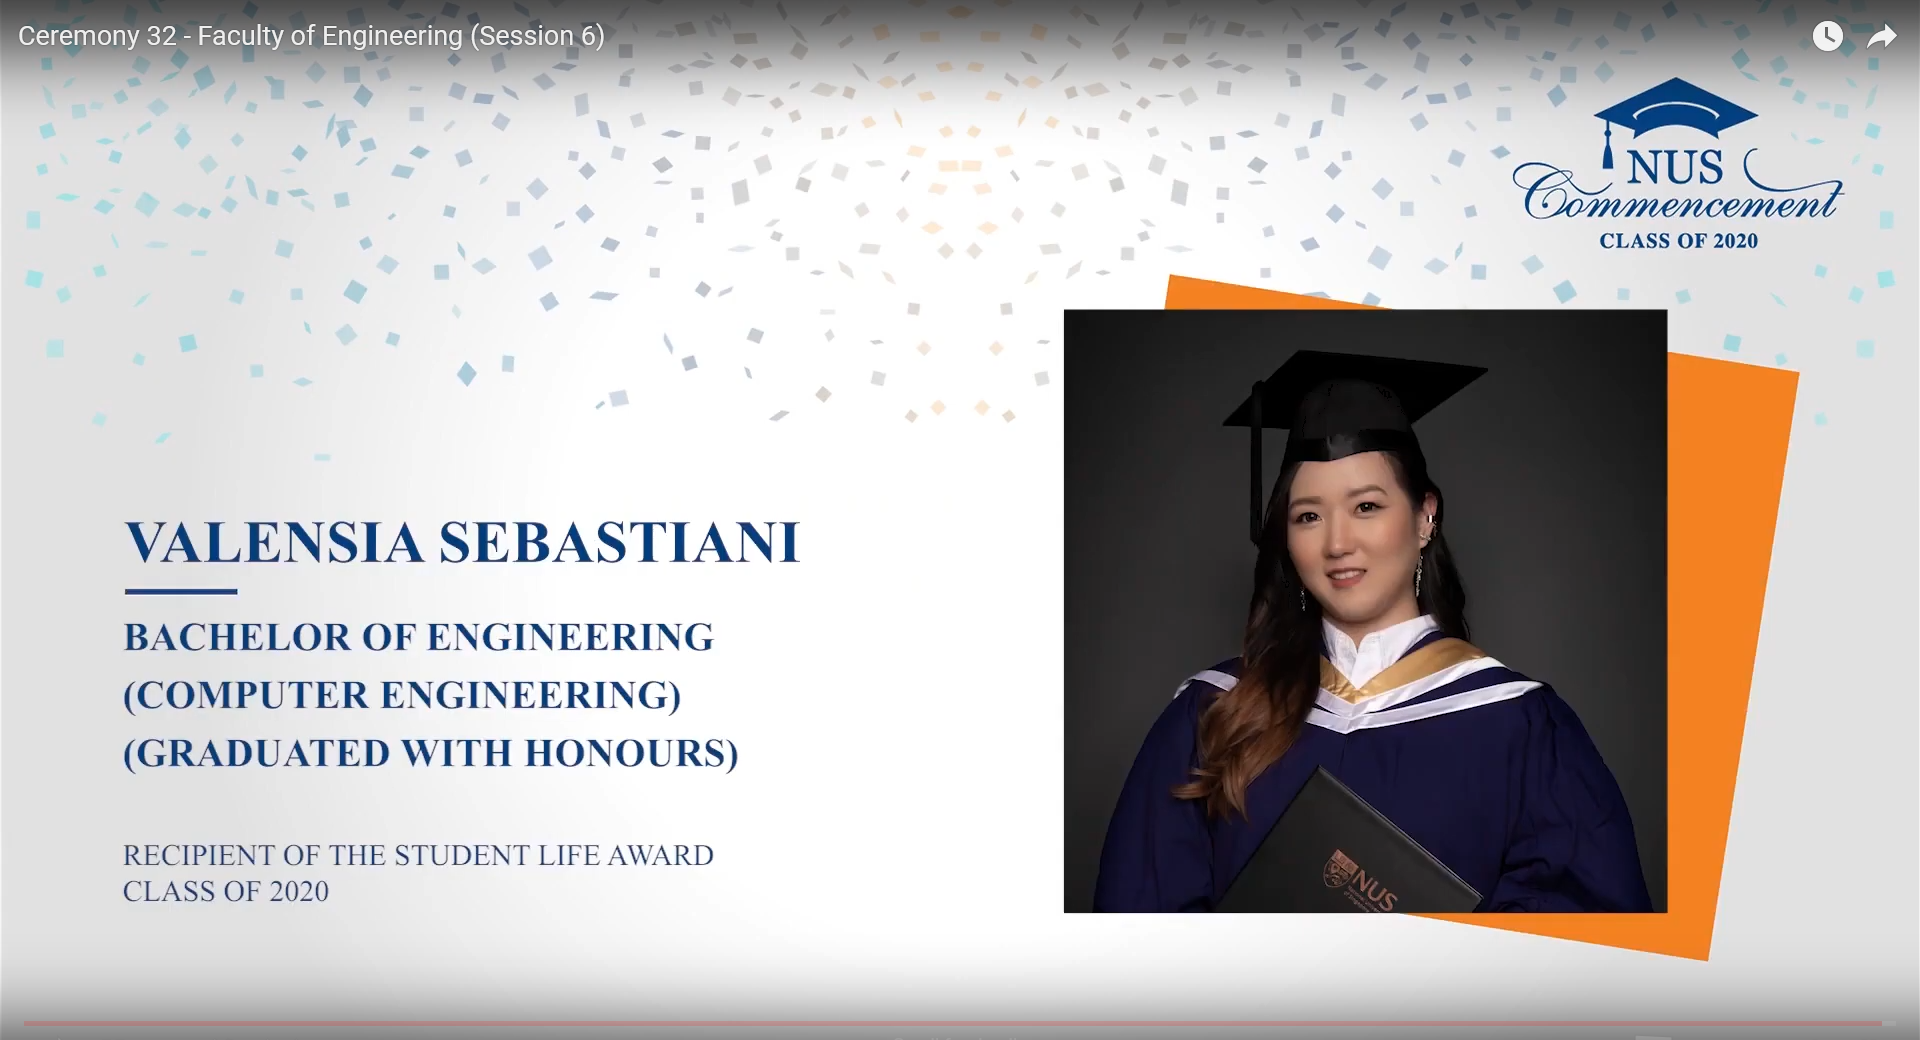 Ceremony 32 - Faculty of Engineering (Session 6)
NUS
Commencement
CLASS OF 2020
VALENSIA SEBASTIANI
BACHELOR OF ENGINEERING
(COMPUTER ENGINEERING)
(GRADUATED WITH HONOURS)
RECIPIENT OF THE STUDENT LIFE AWARD
CLASS OF 2020
NUS